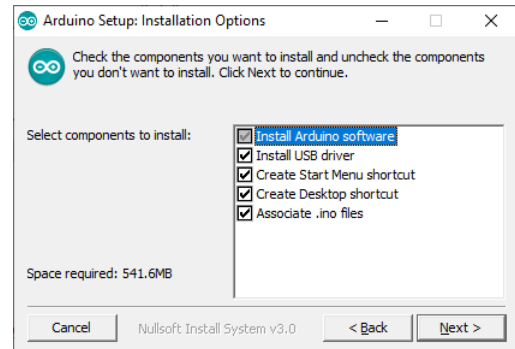 Arduino Setup: Installation Options
Check the components you want to install and uncheck the components
you don't want to install. Click Next to continue.
Select components to install:
Install Arduino software
Install USB driver
Create Start Menu shortcut
Create Desktop shortcut
Associate .ino files
Space required: 541.6MB
Cancel
Nullsoft Install System v3.0
< Back
Next >